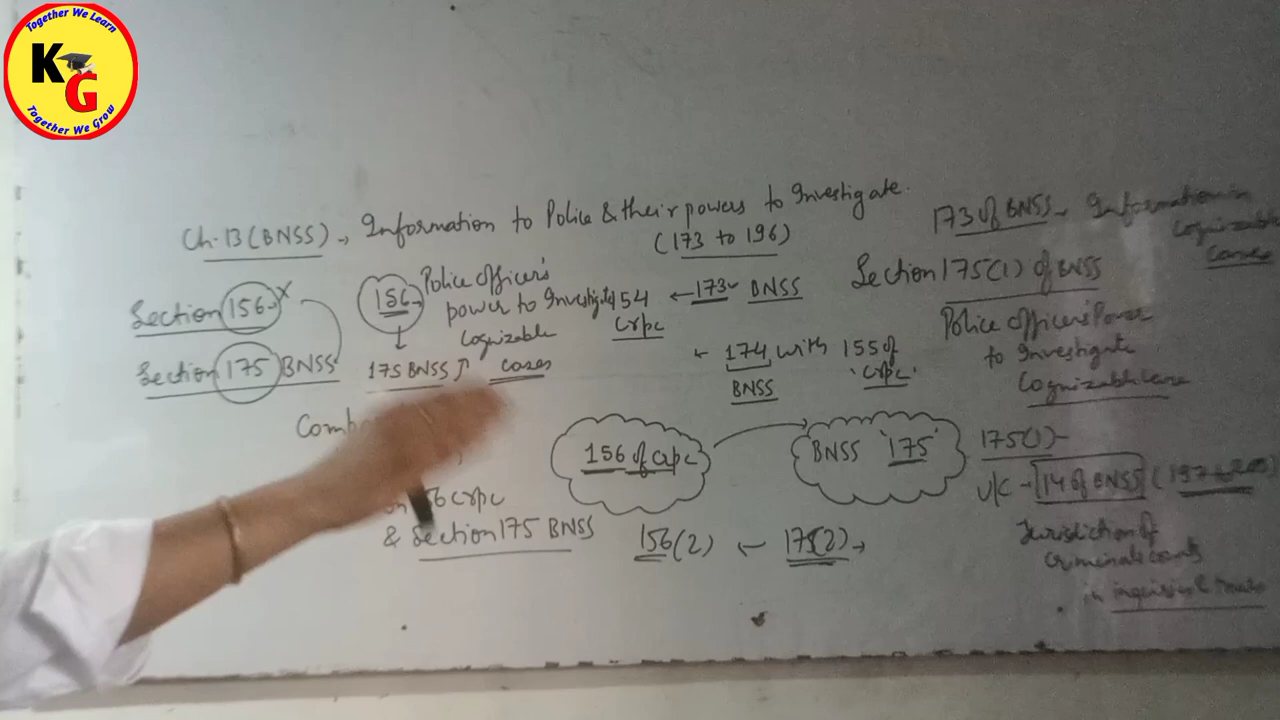 Together We Learn
KG
Together We Grow
Ch-13 (BNSS) → Information to Police & their powers to Investigate.
(173 to 196)
Section 156 x
Section 175 BNSS
156 → Police officer's
power to Investigate
Cognizable
cases
175 BNSS
154 ← 173 BNSS
Crpc
← 174 with 155 of
BNSS 'Crpc'
156 of Crpc
BNSS '175'
56 Crpc
& Section 175 BNSS
156(2) ← 175(2) →
173 of BNSS → Information in
Cognizable
Cases
Section 175(1) of BNSS
Police officer's Power
to Investigate
Cognizable Case
175(1) -
14 of BNSS (197
Jurisdiction of
Criminal Courts
in